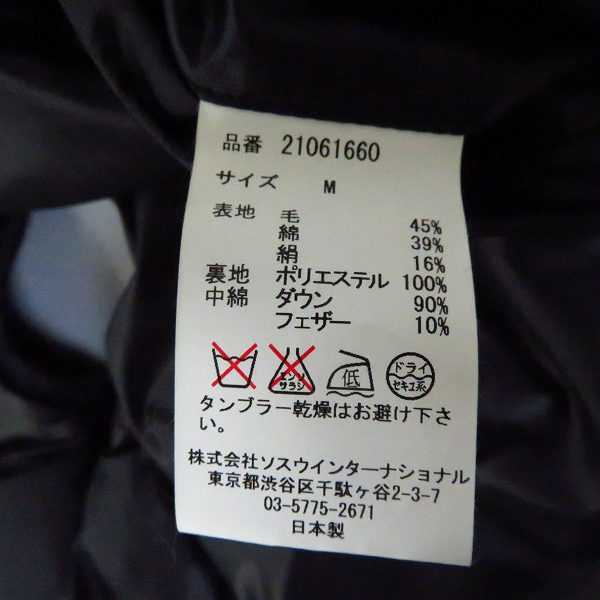 品番 21061660
サイズ M
表地 毛 45%
綿 39%
絹 16%
裏地 ポリエステル 100%
中綿 ダウン 90%
フェザー 10%
エンソ 低 ドライ
サラシ セキユ系
タンブラー乾燥はお避け下さ
い。
株式会社ソスウインターナショナル
東京都渋谷区千駄ヶ谷2-3-7
03-5775-2671
日本製